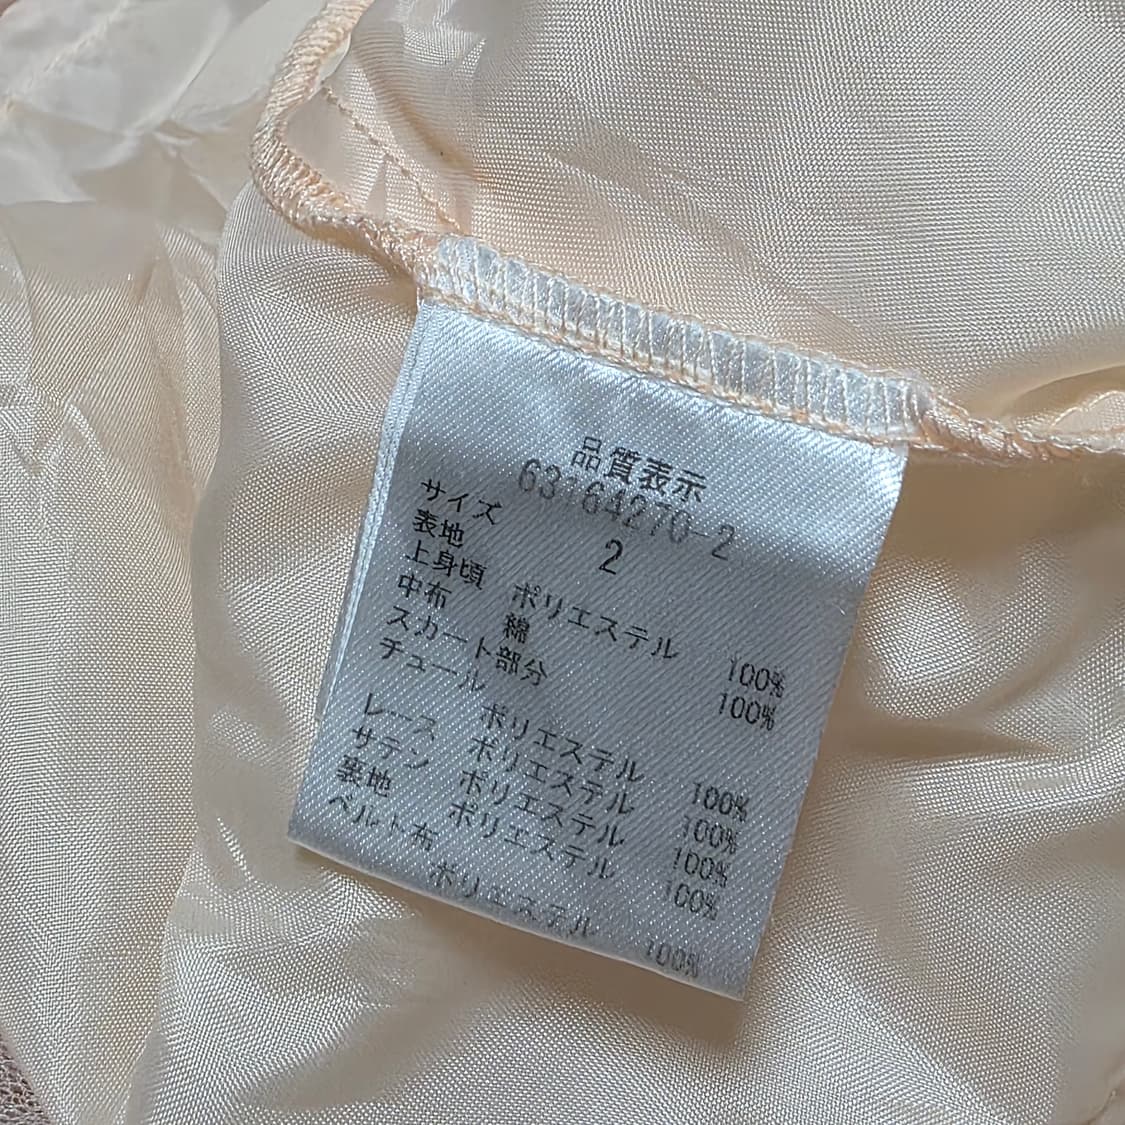 品質表示
63164270-2
サイズ 2
表地
上身頃 ポリエステル 100%
中布 綿 100%
スカート部分
チュール ポリエステル 100%
レース ポリエステル 100%
サテン ポリエステル 100%
裏地 ポリエステル 100%
ベルト布
ポリエステル 100%